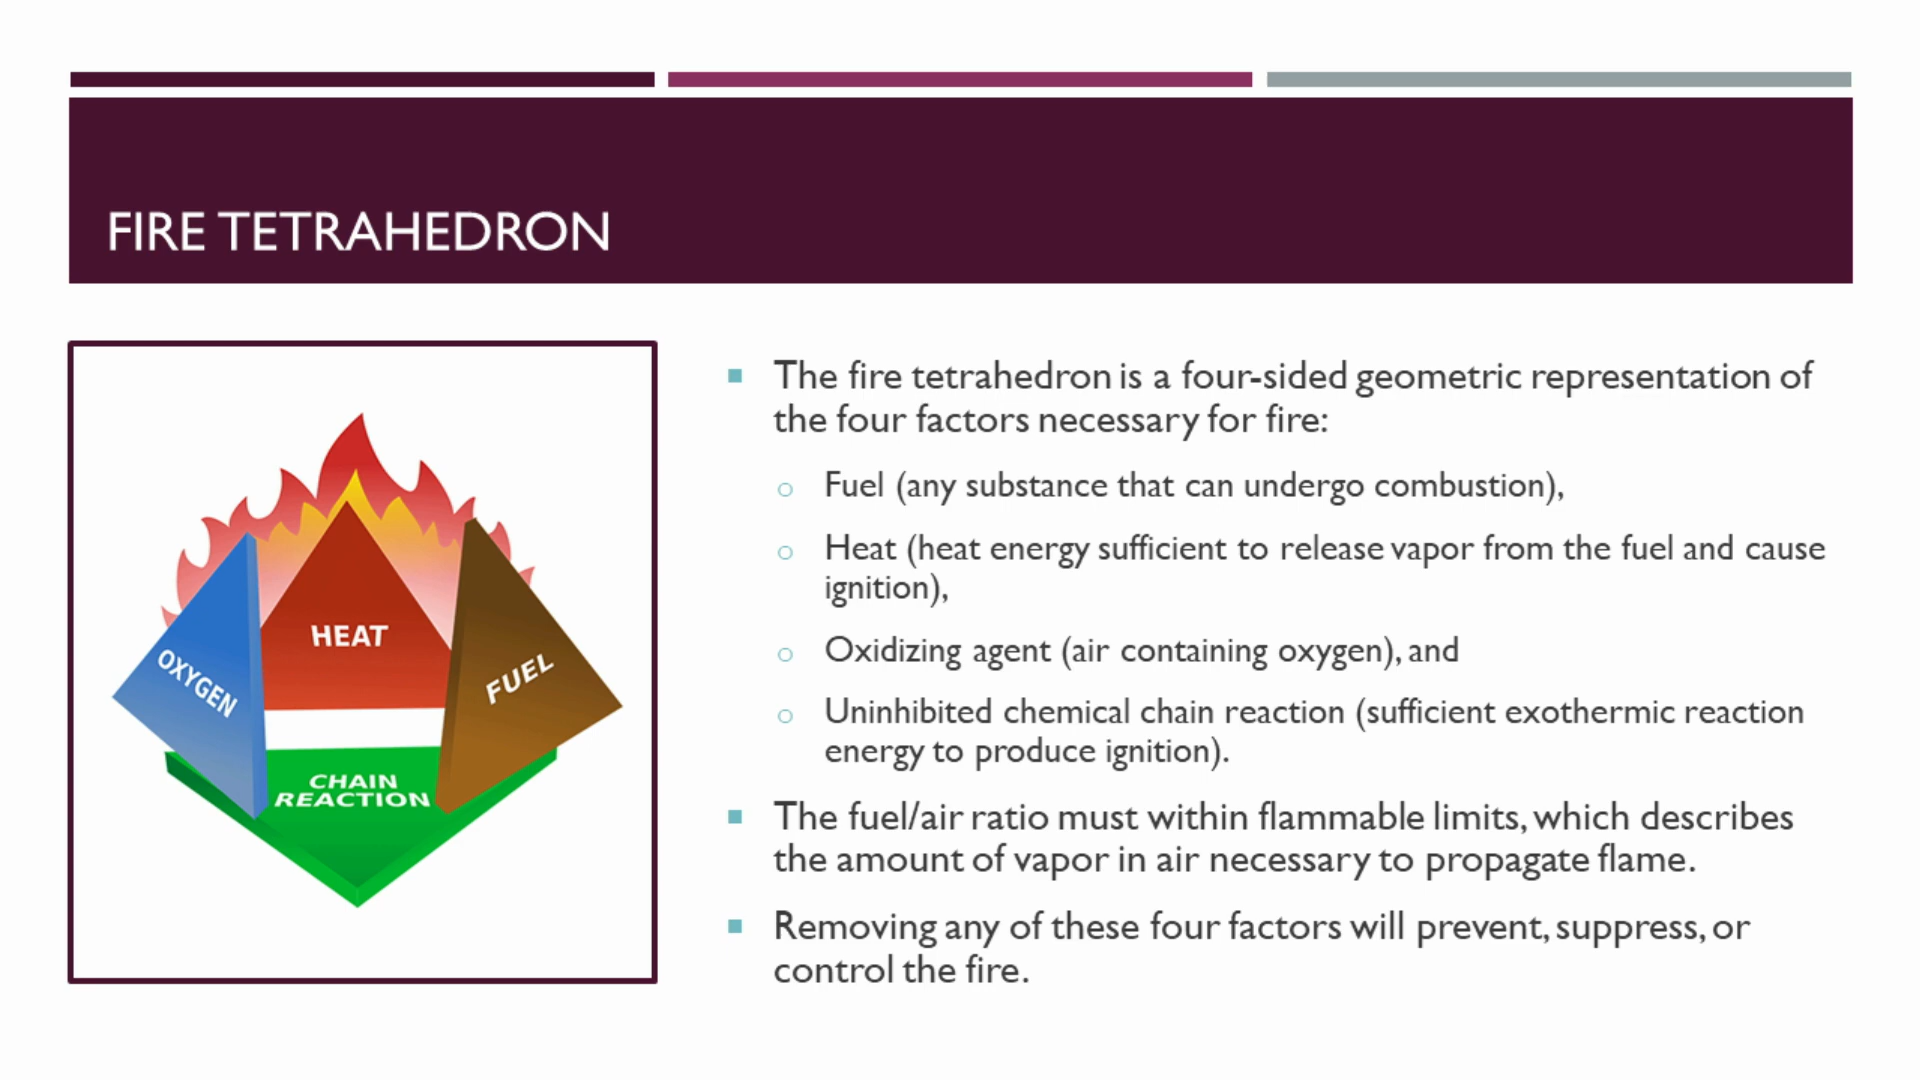 FIRE TETRAHEDRON
HEAT
OXYGEN
FUEL
CHAIN
REACTION
The fire tetrahedron is a four-sided geometric representation of
the four factors necessary for fire:
Fuel (any substance that can undergo combustion),
Heat (heat energy sufficient to release vapor from the fuel and cause
ignition),
Oxidizing agent (air containing oxygen), and
Uninhibited chemical chain reaction (sufficient exothermic reaction
energy to produce ignition).
The fuel/air ratio must within flammable limits, which describes
the amount of vapor in air necessary to propagate flame.
Removing any of these four factors will prevent, suppress, or
control the fire.